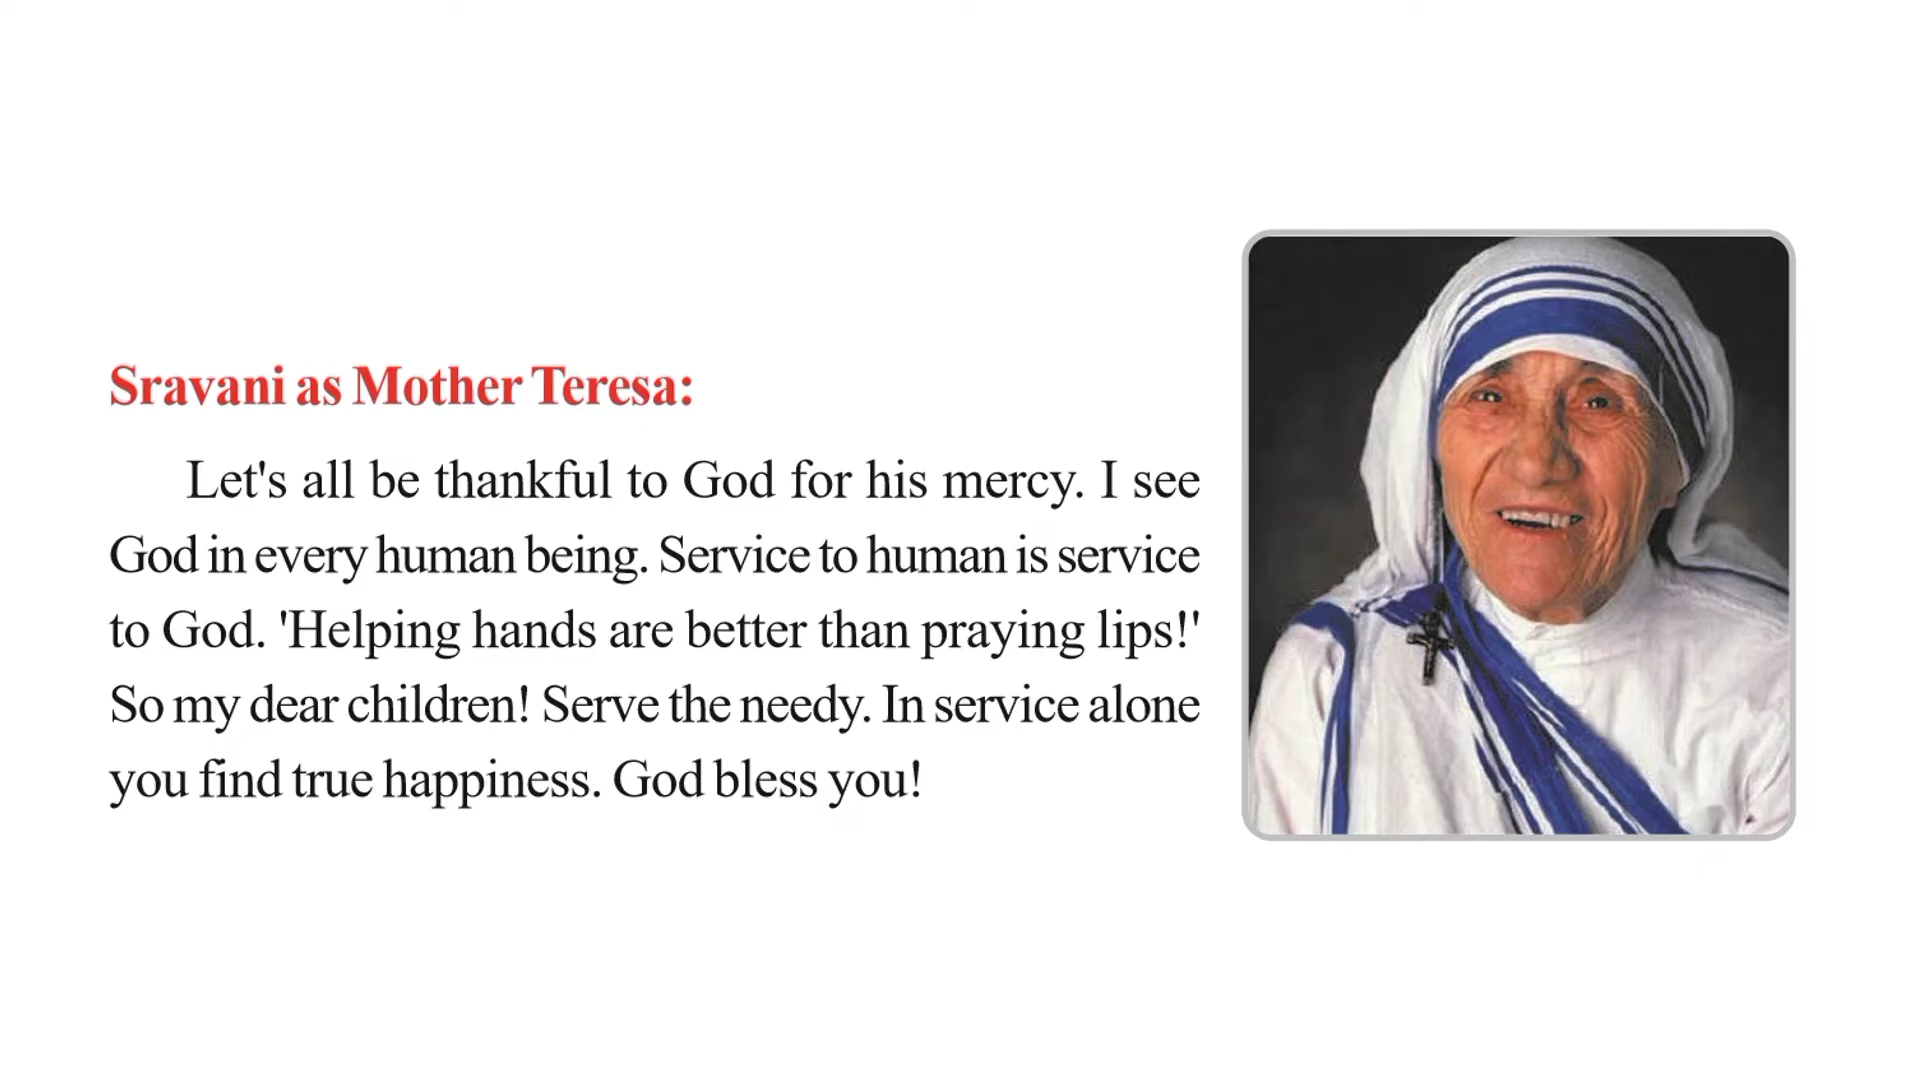 Sravani as Mother Teresa:
Let's all be thankful to God for his mercy. I see
God in every human being. Service to human is service
to God. 'Helping hands are better than praying lips!'
So my dear children! Serve the needy. In service alone
you find true happiness. God bless you!